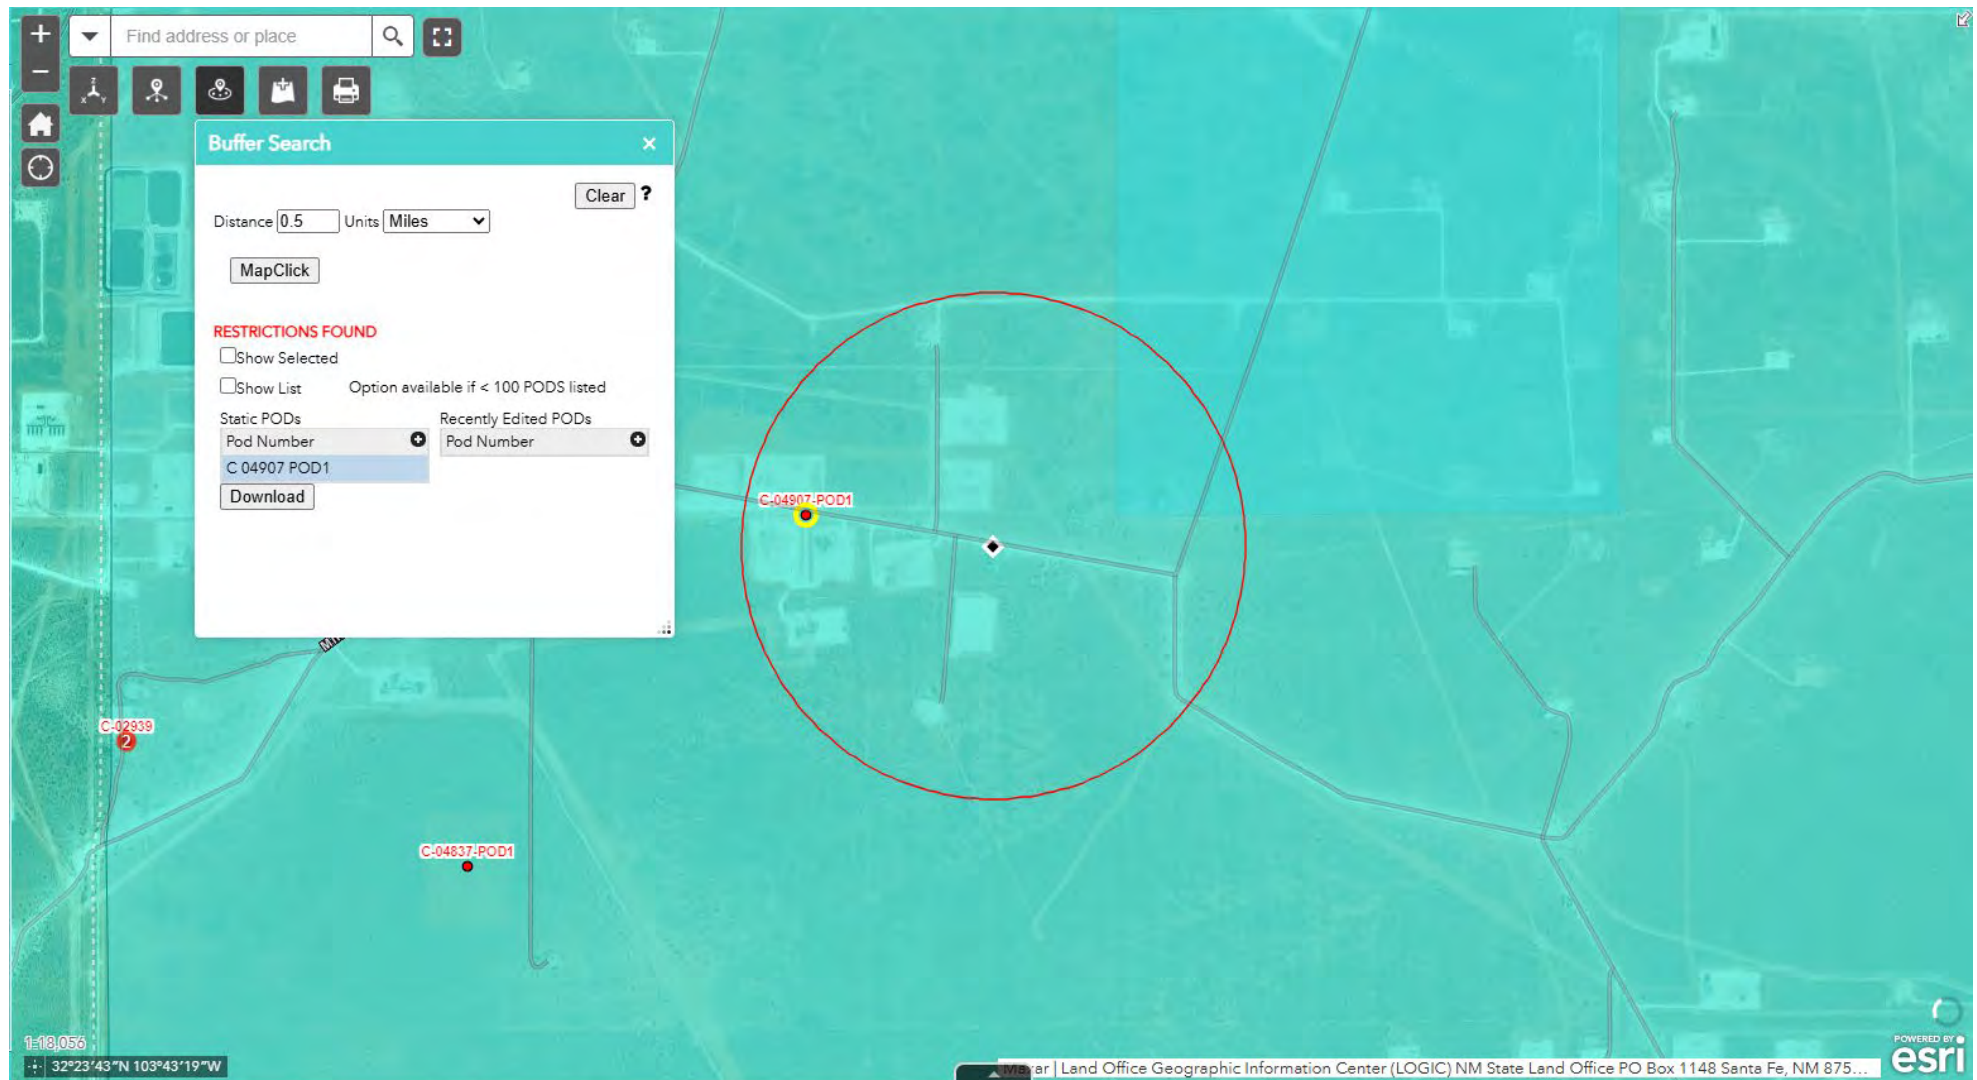 +
Find address or place
−
Z
X Y
Buffer Search ×
Clear ?
Distance 0.5 Units Miles
MapClick
RESTRICTIONS FOUND
Show Selected
Show List Option available if < 100 PODS listed
Static PODs Recently Edited PODs
Pod Number Pod Number
C 04907 POD1
Download
C-04907-POD1
C-02939
2
C-04837-POD1
1:18,056
32°23'43"N 103°43'19"W
Maxar | Land Office Geographic Information Center (LOGIC) NM State Land Office PO Box 1148 Santa Fe, NM 875...
POWERED BY
esri